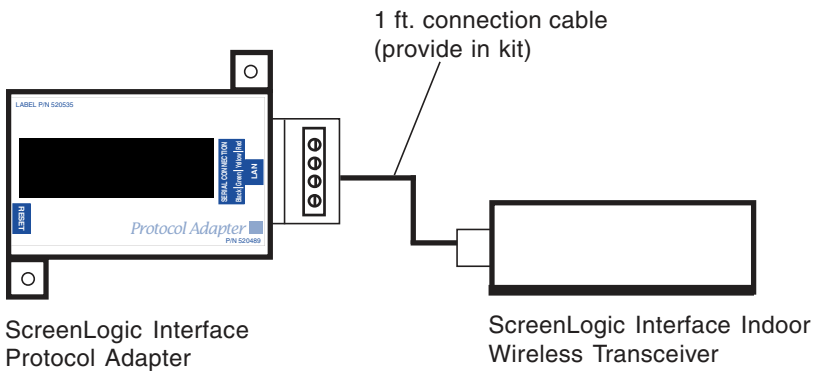 1 ft. connection cable
(provide in kit)
LABEL P/N 520535
SERIAL CONNECTION
Black|Green|Yellow|Red
LAN
RESET
Protocol Adapter
P/N 520489
ScreenLogic Interface
Protocol Adapter
ScreenLogic Interface Indoor
Wireless Transceiver